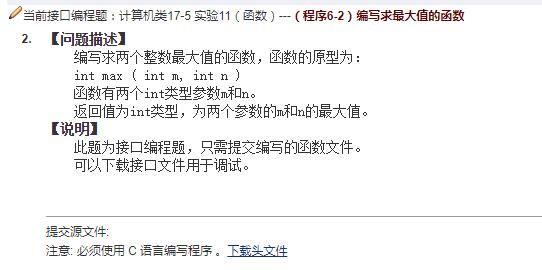 当前接口编程题：计算机类17-5 实验11（函数）---（程序6-2）编写求最大值的函数
2. 【问题描述】
编写求两个整数最大值的函数，函数的原型为：
int max ( int m, int n )
函数有两个int类型参数m和n。
返回值为int类型，为两个参数的m和n的最大值。
【说明】
此题为接口编程题，只需提交编写的函数文件。
可以下载接口文件用于调试。
提交源文件:
注意: 必须使用 C 语言编写程序 。下载头文件